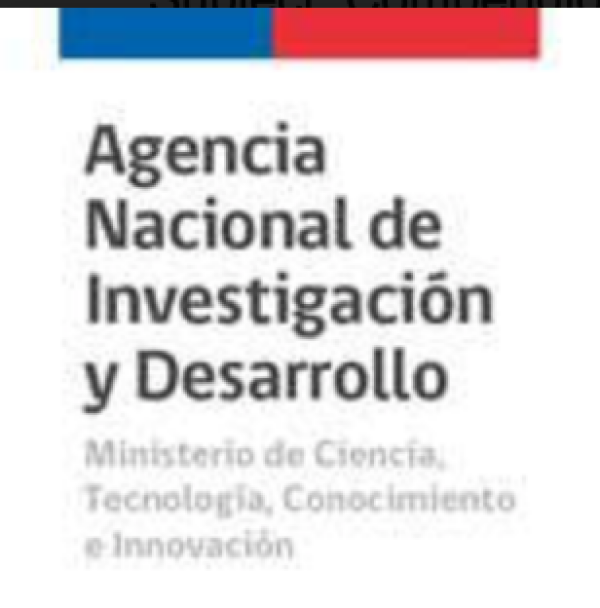 Agencia
Nacional de
Investigación
y Desarrollo
Ministerio de Ciencia,
Tecnología, Conocimiento
e Innovación